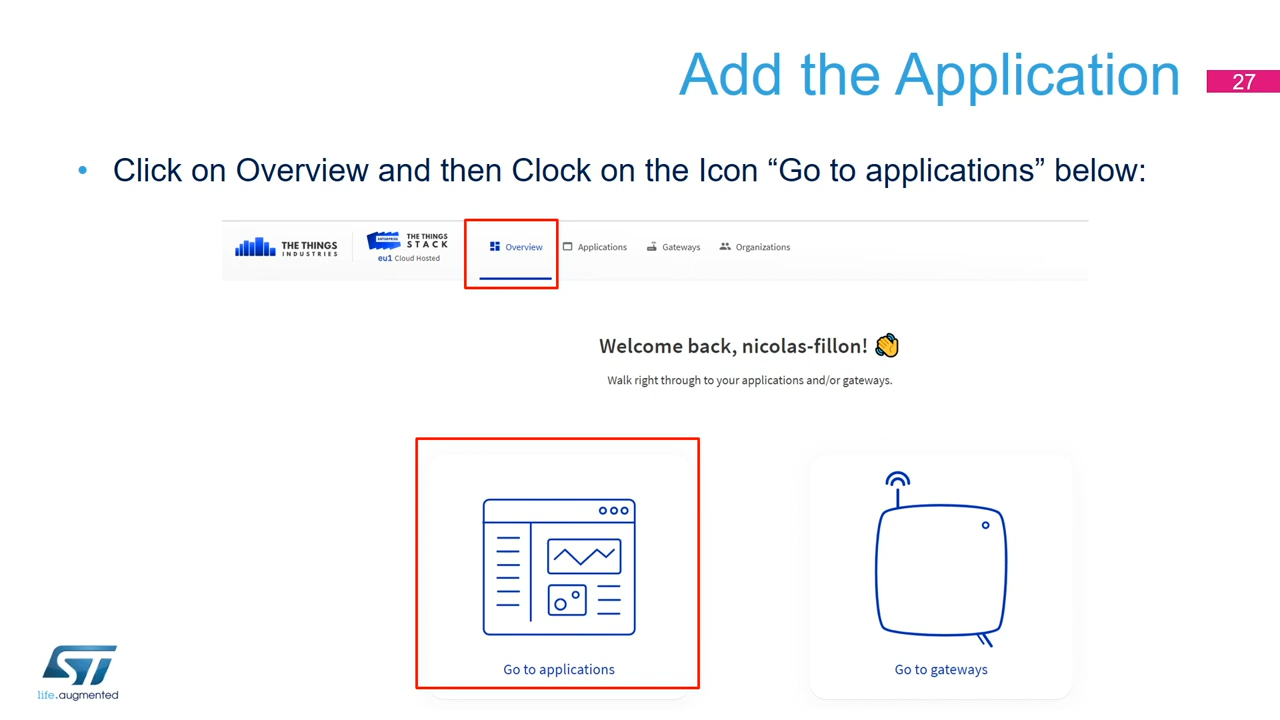 Add the Application
27
• Click on Overview and then Clock on the Icon “Go to applications” below:
THE THINGS
INDUSTRIES
ENTERPRISE
THE THINGS
STACK
eu1 Cloud Hosted
Overview
Applications
Gateways
Organizations
Welcome back, nicolas-fillon! 👋
Walk right through to your applications and/or gateways.
Go to applications
Go to gateways
ST
life.augmented